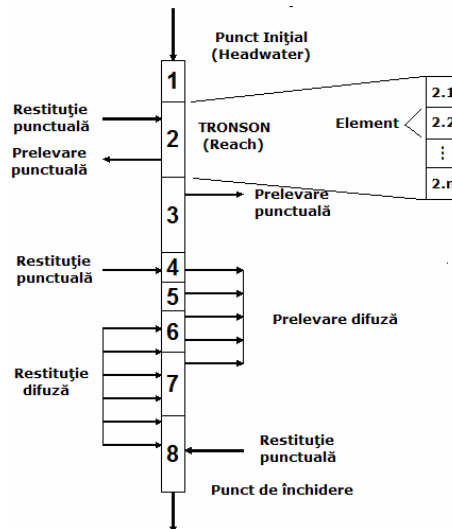 Punct Iniţial
(Headwater)
1
Restituţie
punctuală
2
TRONSON
(Reach)
Element
2.1
2.2
⋮
2.n
Prelevare
punctuală
3
Prelevare
punctuală
Restituţie
punctuală
4
5
6
Prelevare difuză
Restituţie
difuză
7
8
Restituţie
punctuală
Punct de închidere